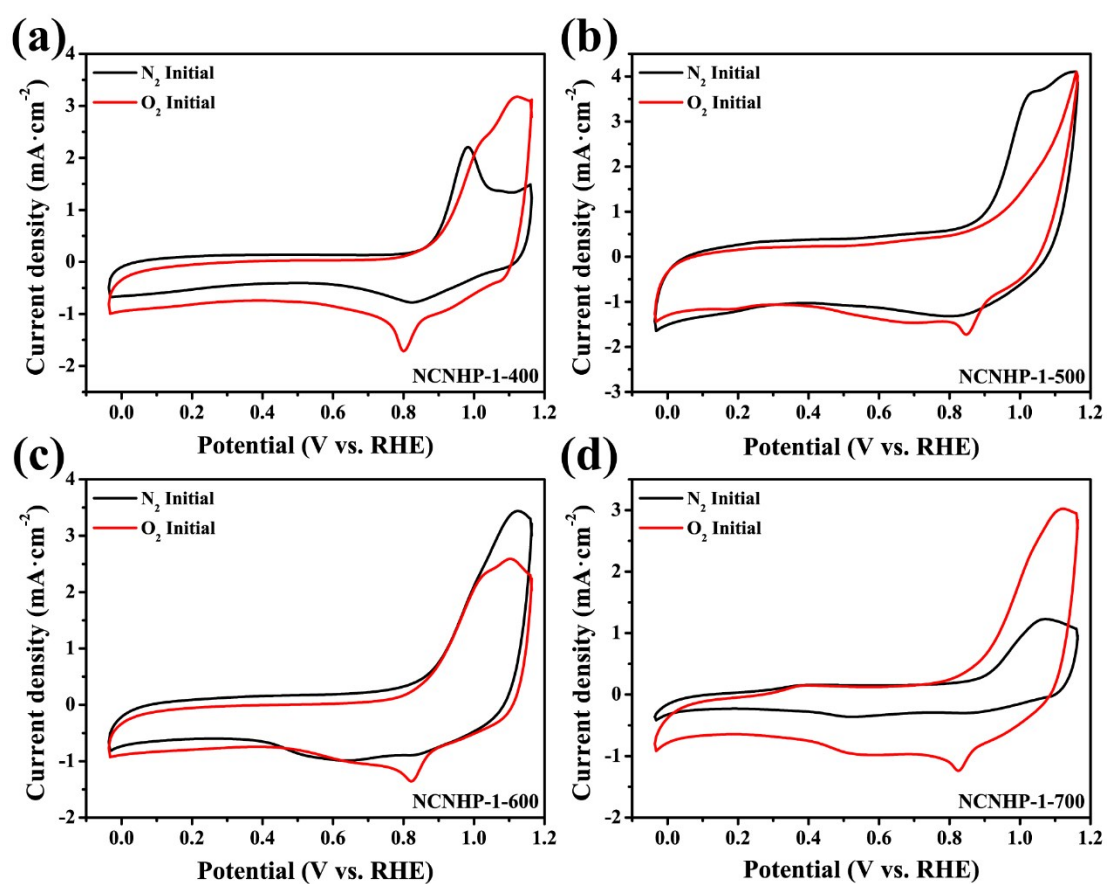 (a)
4
3
2
1
0
-1
-2
Current density (mA·cm⁻²)
N₂ Initial
O₂ Initial
NCNHP-1-400
0.0 0.2 0.4 0.6 0.8 1.0 1.2
Potential (V vs. RHE)
(b)
4
3
2
1
0
-1
-2
-3
Current density (mA·cm⁻²)
N₂ Initial
O₂ Initial
NCNHP-1-500
0.0 0.2 0.4 0.6 0.8 1.0 1.2
Potential (V vs. RHE)
(c)
4
3
2
1
0
-1
-2
Current density (mA·cm⁻²)
N₂ Initial
O₂ Initial
NCNHP-1-600
0.0 0.2 0.4 0.6 0.8 1.0 1.2
Potential (V vs. RHE)
(d)
3
2
1
0
-1
-2
Current density (mA·cm⁻²)
N₂ Initial
O₂ Initial
NCNHP-1-700
0.0 0.2 0.4 0.6 0.8 1.0 1.2
Potential (V vs. RHE)